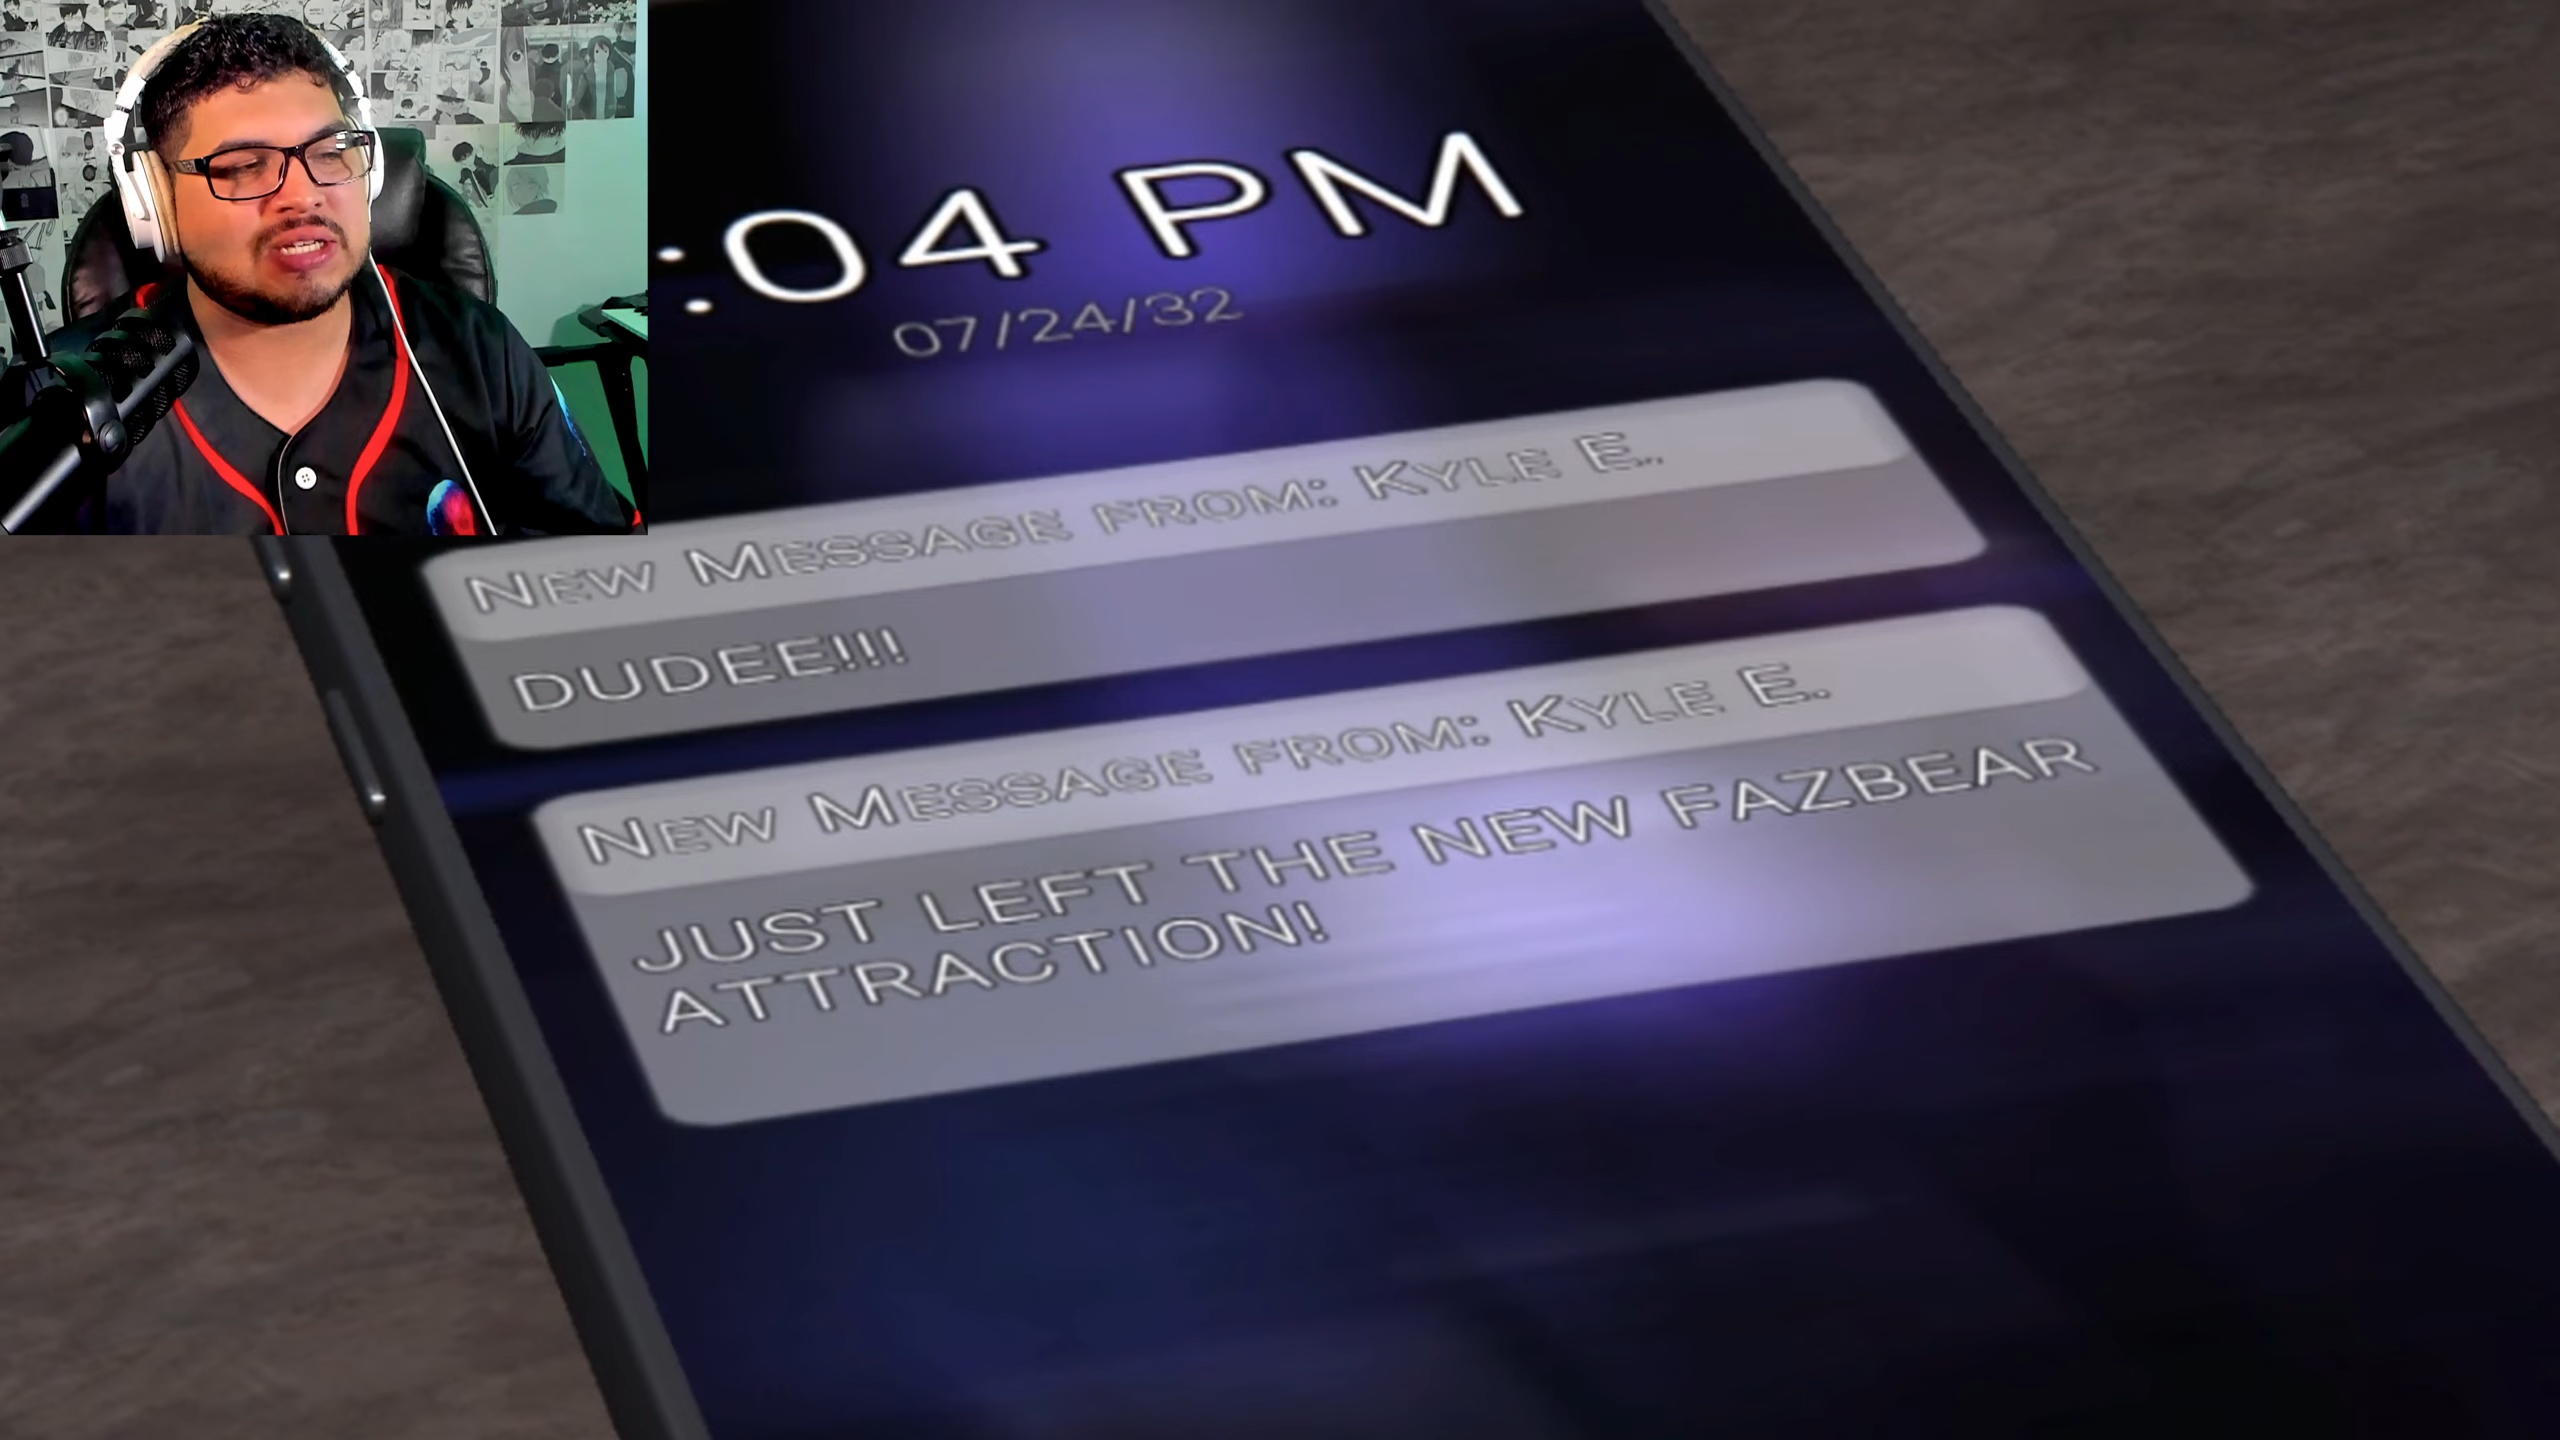 :04 PM
07/24/32
NEW MESSAGE FROM: KYLE E.
DUDEE!!!
NEW MESSAGE FROM: KYLE E.
JUST LEFT THE NEW FAZBEAR
ATTRACTION!